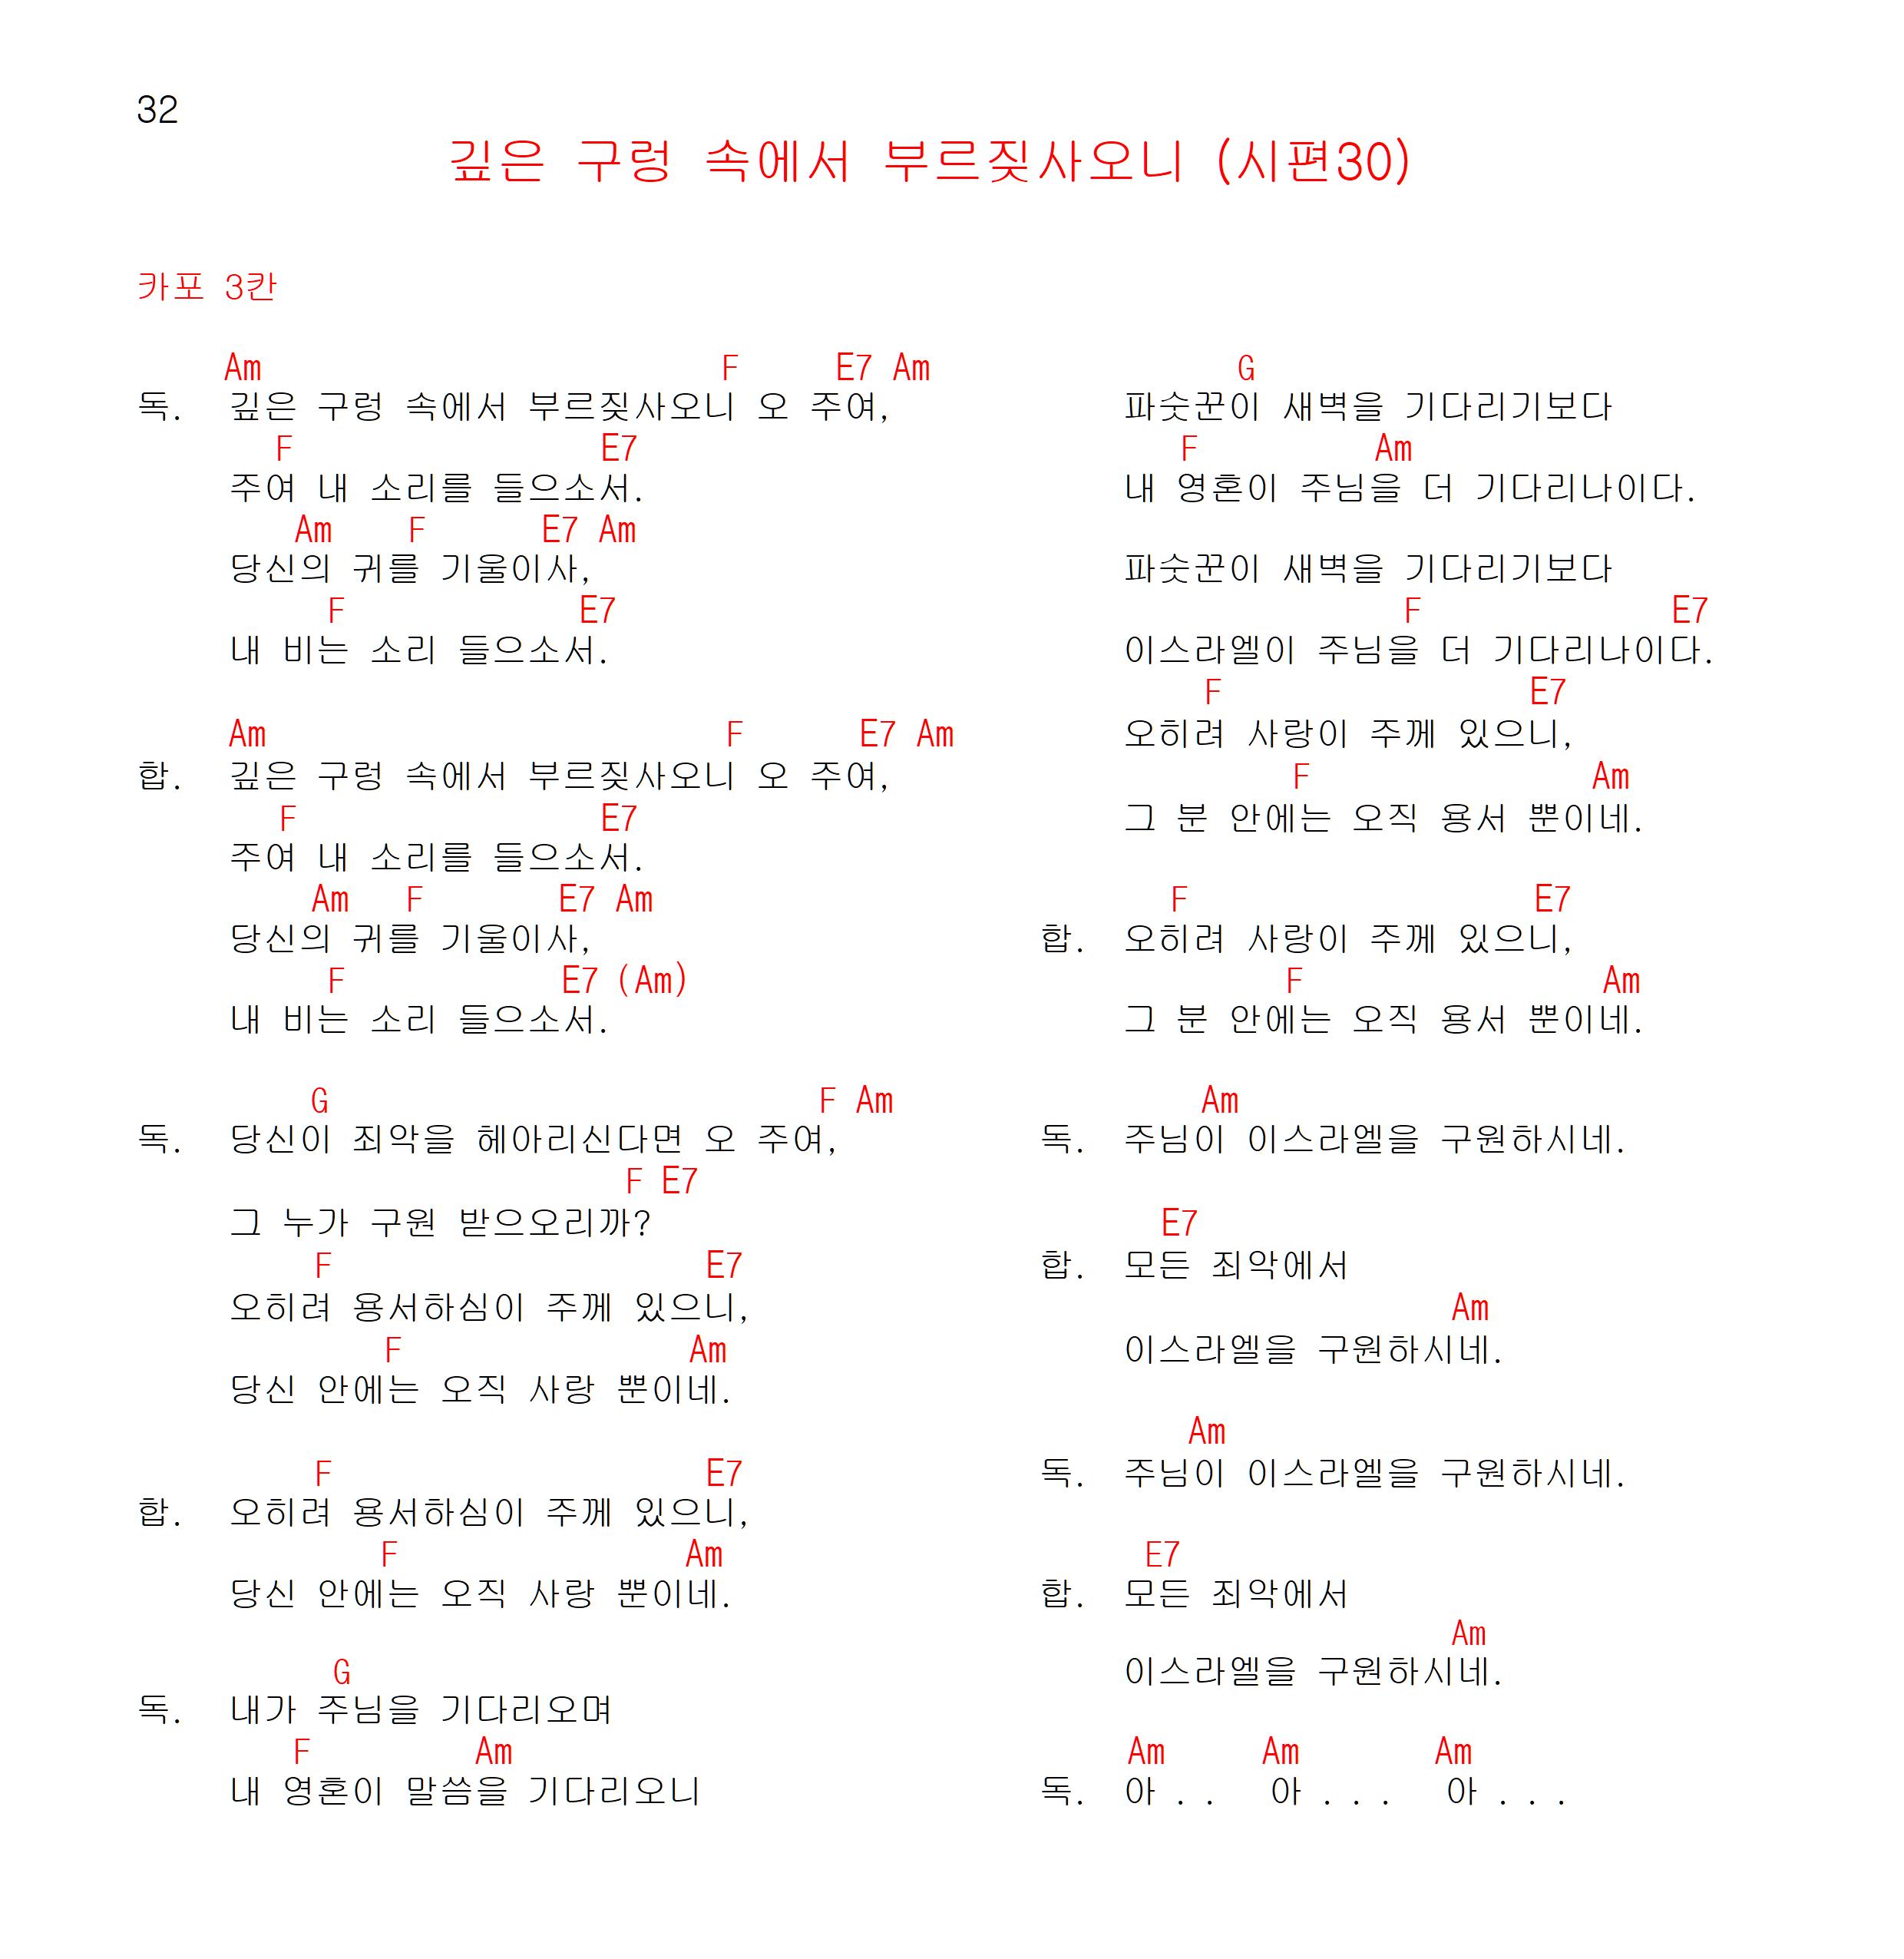 32
깊은 구렁 속에서 부르짖사오니 (시편30)
카포 3칸
Am F E7 Am
독. 깊은 구렁 속에서 부르짖사오니 오 주여,
F E7
주여 내 소리를 들으소서.
Am F E7 Am
당신의 귀를 기울이사,
F E7
내 비는 소리 들으소서.
Am F E7 Am
합. 깊은 구렁 속에서 부르짖사오니 오 주여,
F E7
주여 내 소리를 들으소서.
Am F E7 Am
당신의 귀를 기울이사,
F E7 (Am)
내 비는 소리 들으소서.
G F Am
독. 당신이 죄악을 헤아리신다면 오 주여,
F E7
그 누가 구원 받으오리까?
F E7
오히려 용서하심이 주께 있으니,
F Am
당신 안에는 오직 사랑 뿐이네.
F E7
합. 오히려 용서하심이 주께 있으니,
F Am
당신 안에는 오직 사랑 뿐이네.
G
독. 내가 주님을 기다리오며
F Am
내 영혼이 말씀을 기다리오니
G
파숫꾼이 새벽을 기다리기보다
F Am
내 영혼이 주님을 더 기다리나이다.
파숫꾼이 새벽을 기다리기보다
F E7
이스라엘이 주님을 더 기다리나이다.
F E7
오히려 사랑이 주께 있으니,
F Am
그 분 안에는 오직 용서 뿐이네.
F E7
합. 오히려 사랑이 주께 있으니,
F Am
그 분 안에는 오직 용서 뿐이네.
Am
독. 주님이 이스라엘을 구원하시네.
E7
합. 모든 죄악에서
Am
이스라엘을 구원하시네.
Am
독. 주님이 이스라엘을 구원하시네.
E7
합. 모든 죄악에서
Am
이스라엘을 구원하시네.
Am Am Am
독. 아 . . 아 . . . 아 . . .